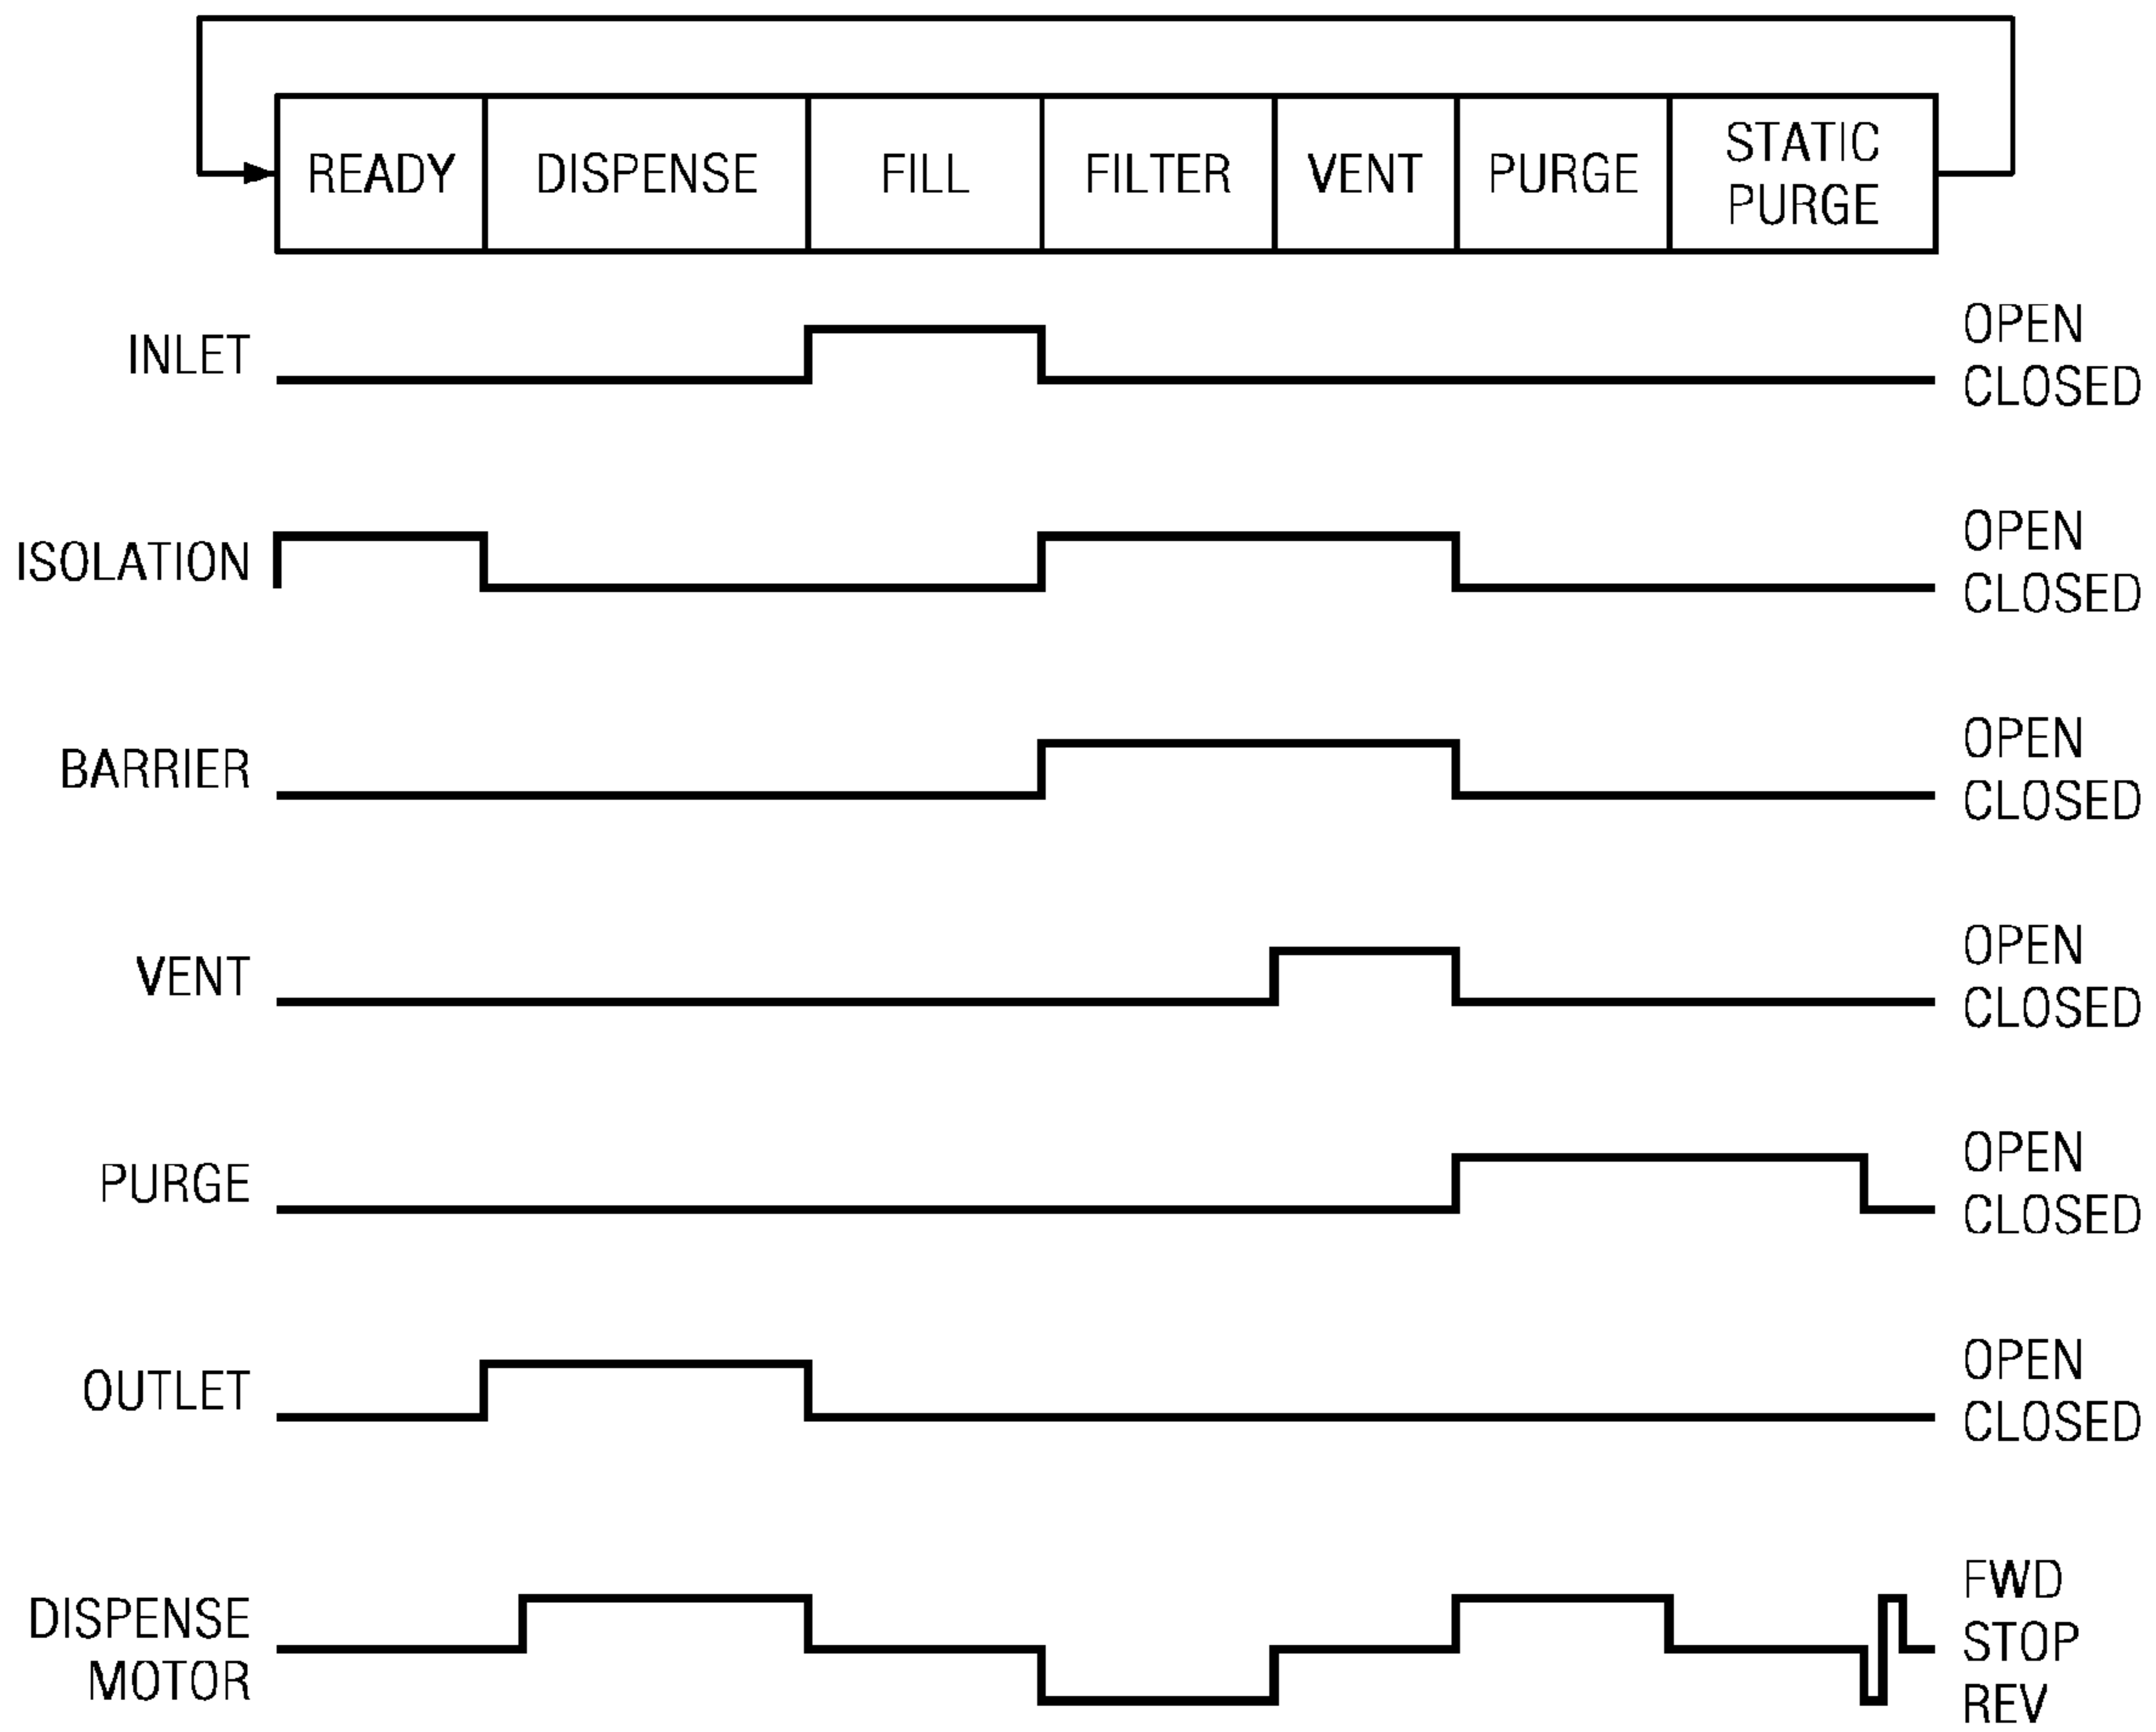 READY
DISPENSE
FILL
FILTER
VENT
PURGE
STATIC
PURGE
INLET
OPEN
CLOSED
ISOLATION
OPEN
CLOSED
BARRIER
OPEN
CLOSED
VENT
OPEN
CLOSED
PURGE
OPEN
CLOSED
OUTLET
OPEN
CLOSED
DISPENSE
MOTOR
FWD
STOP
REV